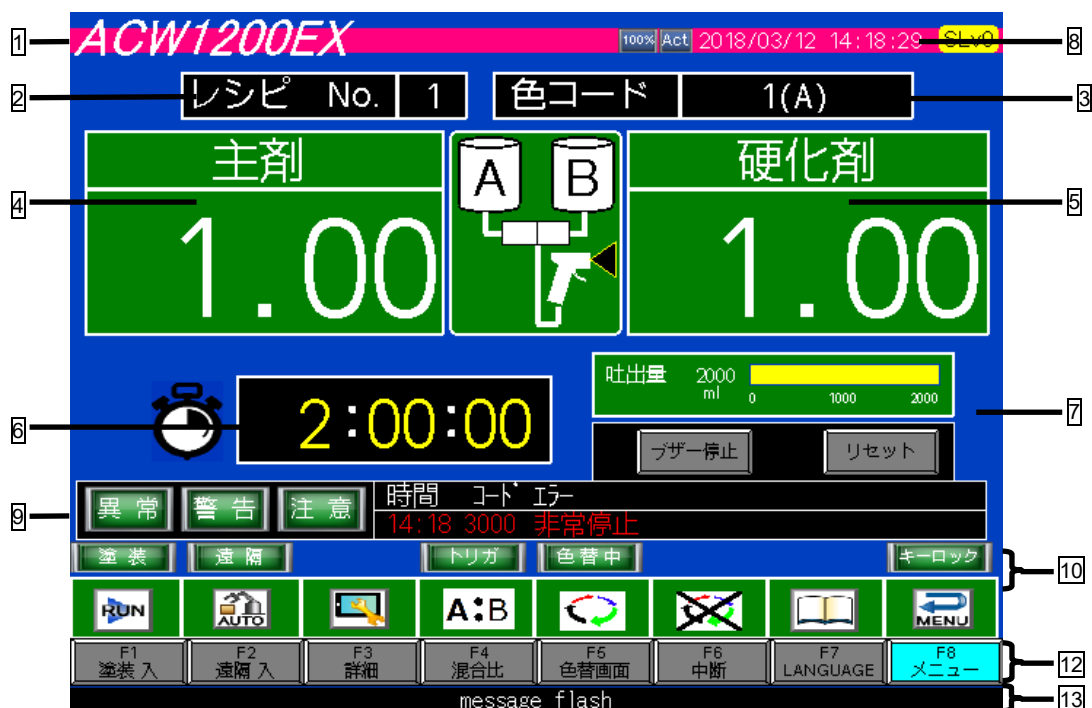 1
ACW1200EX
100% Act 2018/03/12 14:18:29 SLv0
8
2
レシピ No. 1
色コード 1(A)
3
主剤
A B
硬化剤
4
5
1.00
1.00
吐出量 2000 ml
0 1000 2000
7
6
2:00:00
ブザー停止 リセット
9
異常 警告 注意
時間 コード エラー
14:18 3000 非常停止
塗装 遠隔 トリガ 色替中 キーロック
10
RUN AUTO A:B MENU
F1 F2 F3 F4 F5 F6 F7 F8
塗装入 遠隔入 詳細 混合比 色替画面 中断 LANGUAGE メニュー
12
message flash
13